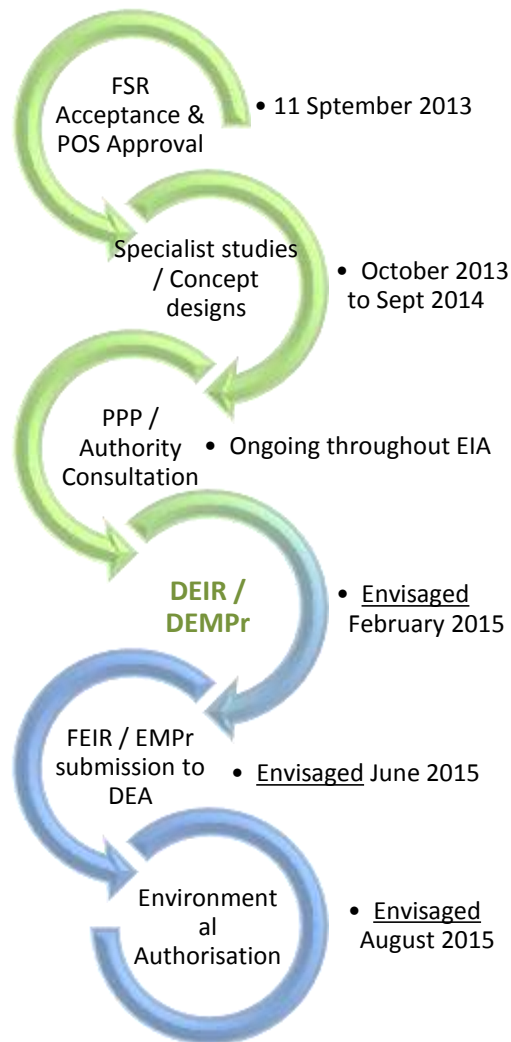 FSR
Acceptance &
POS Approval
• 11 Sptember 2013
Specialist studies
/ Concept
designs
• October 2013
to Sept 2014
PPP /
Authority
Consultation
• Ongoing throughout EIA
DEIR /
DEMPr
• Envisaged
February 2015
FEIR / EMPr
submission to
DEA
• Envisaged June 2015
Environment
al
Authorisation
• Envisaged
August 2015